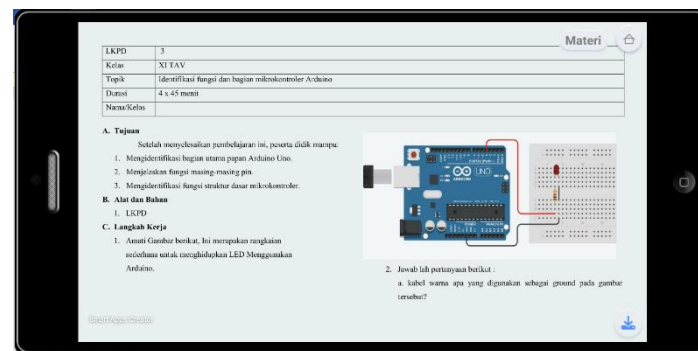 Materi
LKPD 3
Kelas XI TAV
Topik Identifikasi fungsi dan bagian mikrokontroler Arduino
Durasi 4 x 45 menit
Nama/Kelas
A. Tujuan
Setelah menyelesaikan pembelajaran ini, peserta didik mampu:
1. Mengidentifikasi bagian utama papan Arduino Uno.
2. Menjelaskan fungsi masing-masing pin.
3. Mengidentifikasi fungsi struktur dasar mikrokontroler.
B. Alat dan Bahan
1. LKPD
C. Langkah Kerja
1. Amati Gambar berikut, Ini merupakan rangkaian
sederhana untuk menghidupkan LED Menggunakan
Arduino.
UNO
ARDUINO
2. Jawab lah pertanyaan berikut :
a. kabel warna apa yang digunakan sebagai ground pada gambar
tersebut?
Smart Apps Creator